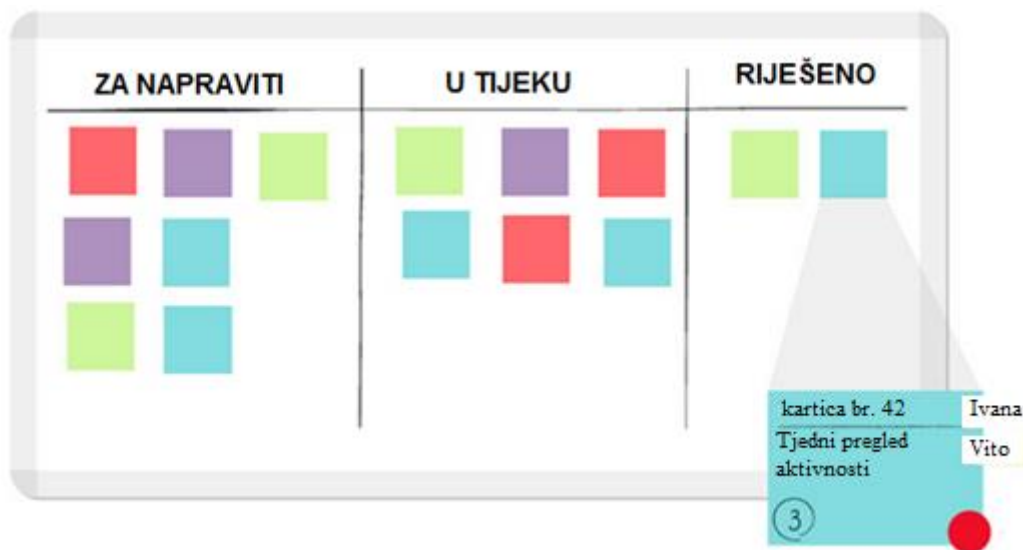 ZA NAPRAVITI
U TIJEKU
RIJEŠENO
kartica br. 42
Ivana
Tjedni pregled
aktivnosti
Vito
3